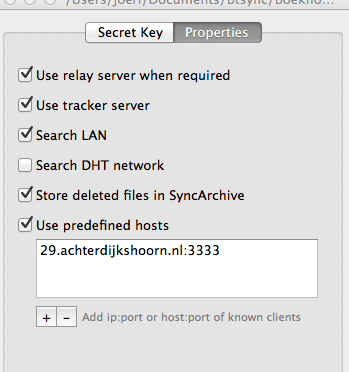 /Users/Joeri/Documents/btsync/boekho...
Secret Key
Properties
Use relay server when required
Use tracker server
Search LAN
Search DHT network
Store deleted files in SyncArchive
Use predefined hosts
29.achterdijkshoorn.nl:3333
+ -
Add ip:port or host:port of known clients